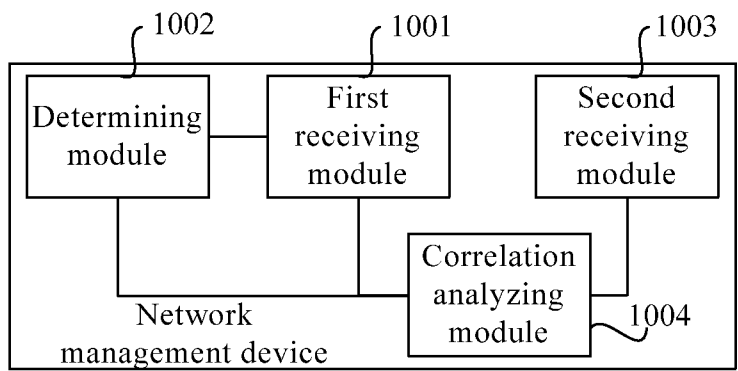 1002
1001
1003
Determining
module
First
receiving
module
Second
receiving
module
Correlation
analyzing
module
1004
Network
management device